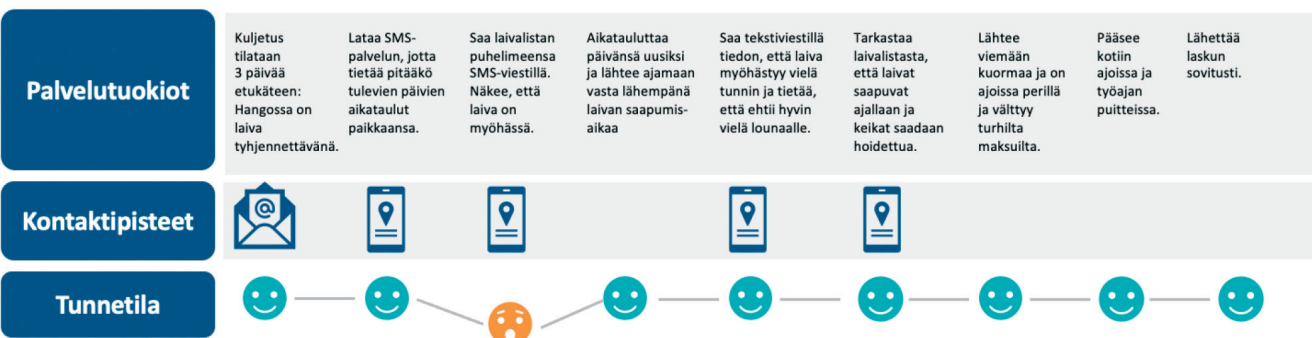 Palvelutuokiot
Kuljetus
tilataan
3 päivää
etukäteen:
Hangossa on
laiva
tyhjennettävänä.
Lataa SMS-
palvelun, jotta
tietää pitääkö
tulevien päivien
aikataulut
paikkaansa.
Saa laivalistan
puhelimeensa
SMS-viestillä.
Näkee, että
laiva on
myöhässä.
Aikatauluttaa
päivänsä uusiksi
ja lähtee ajamaan
vasta lähempänä
laivan saapumis-
aikaa
Saa tekstiviestillä
tiedon, että laiva
myöhästyy vielä
tunnin ja tietää,
että ehtii hyvin
vielä lounaalle.
Tarkastaa
laivalistasta,
että laivat
saapuvat
ajallaan ja
keikat saadaan
hoidettua.
Lähtee
viemään
kuormaa ja on
ajoissa perillä
ja välttyy
turhilta
maksuilta.
Pääsee
kotiin
ajoissa ja
työajan
puitteissa.
Lähettää
laskun
sovitusti.
Kontaktipisteet
@
Tunnetila